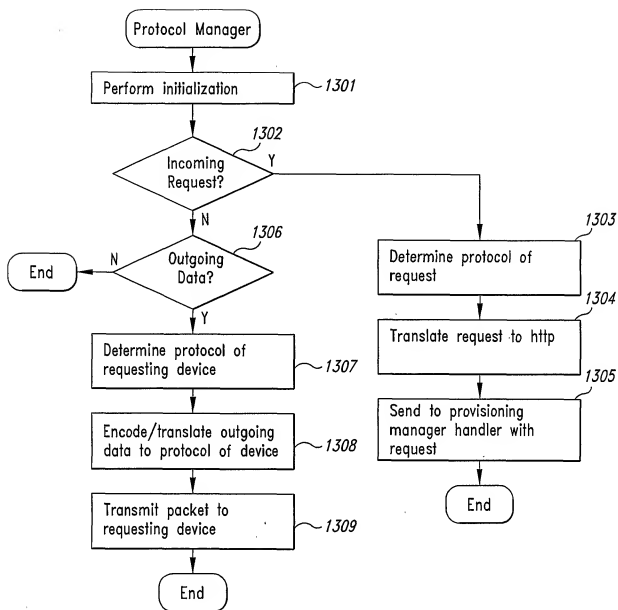 Protocol Manager
Perform initialization
1301
1302
Incoming
Request?
Y
N
1306
Outgoing
Data?
N
End
Y
Determine protocol of
requesting device
1307
Encode/translate outgoing
data to protocol of device
1308
Transmit packet to
requesting device
1309
End
1303
Determine protocol of
request
1304
Translate request to http
1305
Send to provisioning
manager handler with
request
End